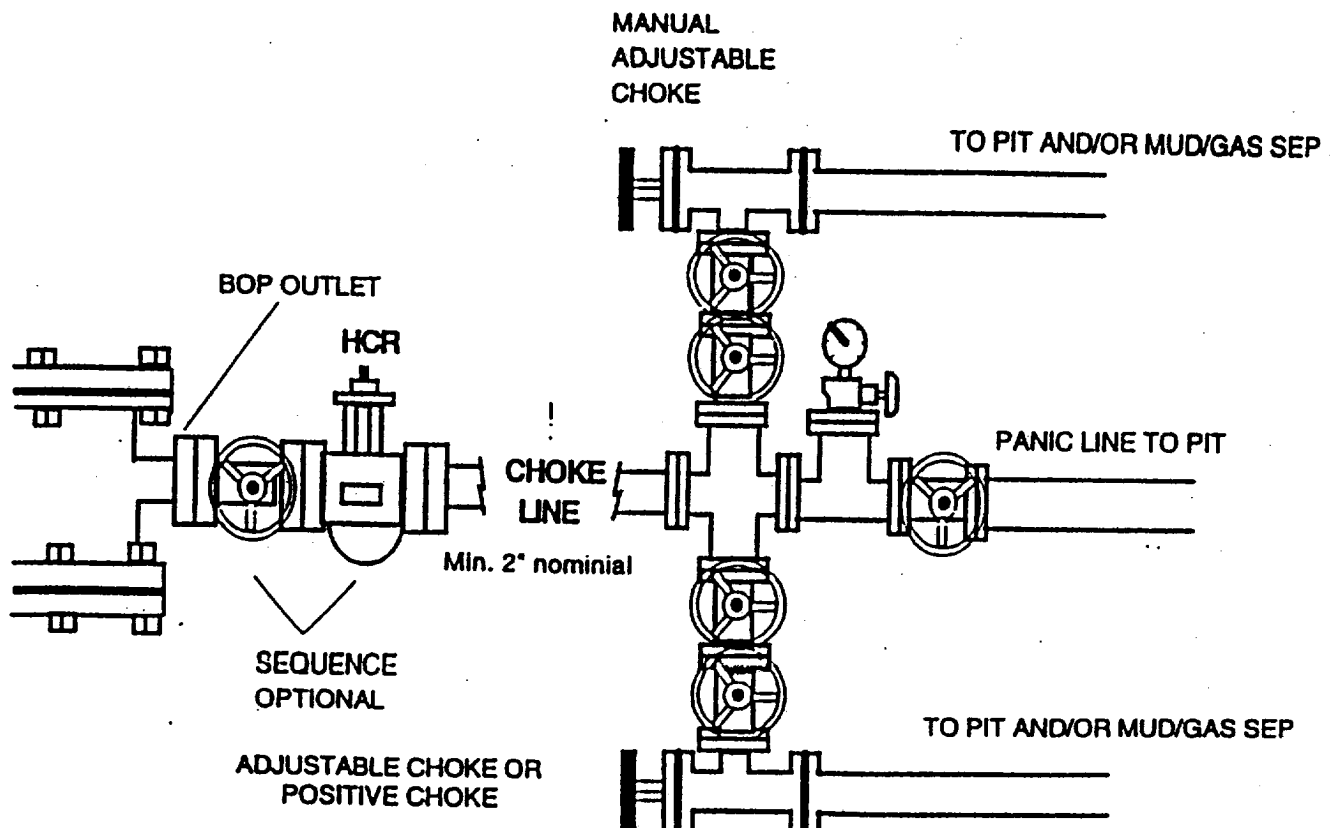 MANUAL
ADJUSTABLE
CHOKE
TO PIT AND/OR MUD/GAS SEP
BOP OUTLET
HCR
!
CHOKE
LINE
Min. 2" nominial
PANIC LINE TO PIT
SEQUENCE
OPTIONAL
ADJUSTABLE CHOKE OR
POSITIVE CHOKE
TO PIT AND/OR MUD/GAS SEP